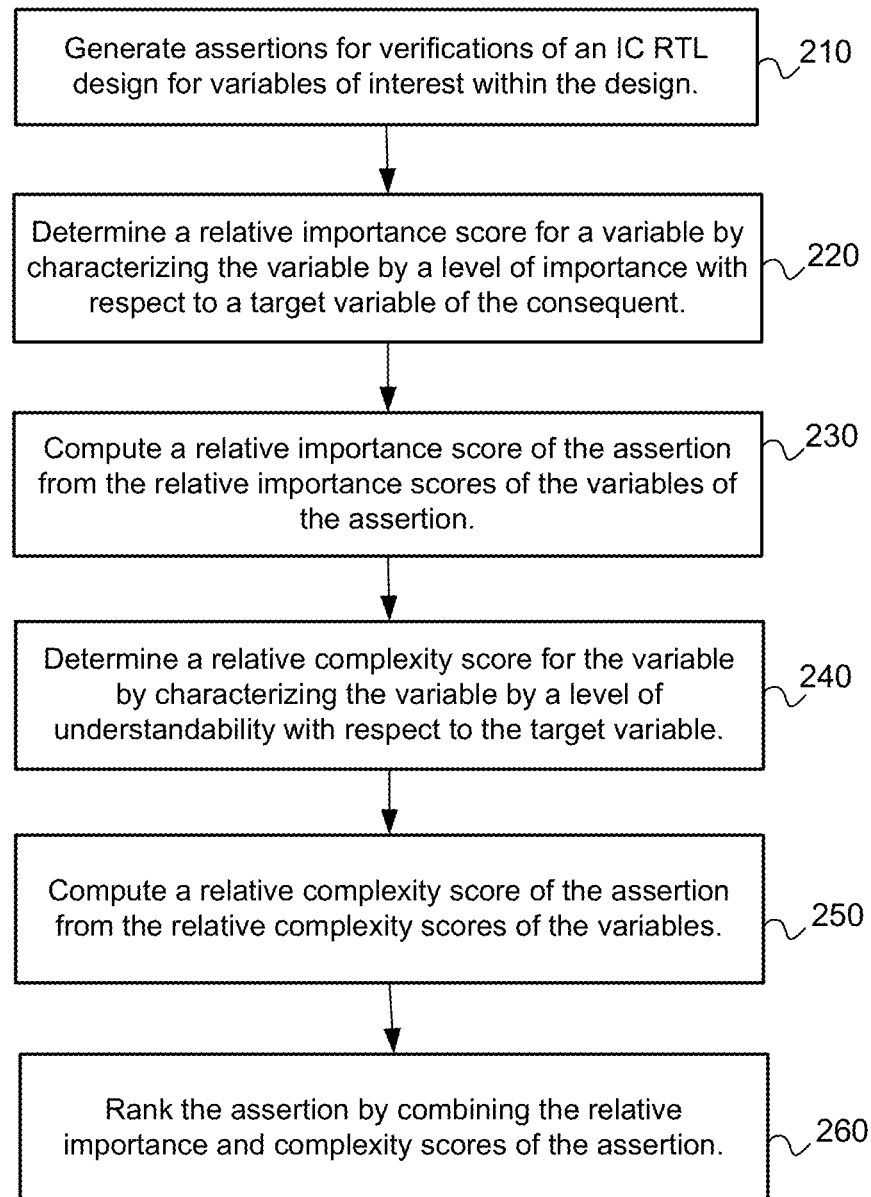 Generate assertions for verifications of an IC RTL
design for variables of interest within the design.
210
Determine a relative importance score for a variable by
characterizing the variable by a level of importance with
respect to a target variable of the consequent.
220
Compute a relative importance score of the assertion
from the relative importance scores of the variables of
the assertion.
230
Determine a relative complexity score for the variable
by characterizing the variable by a level of
understandability with respect to the target variable.
240
Compute a relative complexity score of the assertion
from the relative complexity scores of the variables.
250
Rank the assertion by combining the relative
importance and complexity scores of the assertion.
260